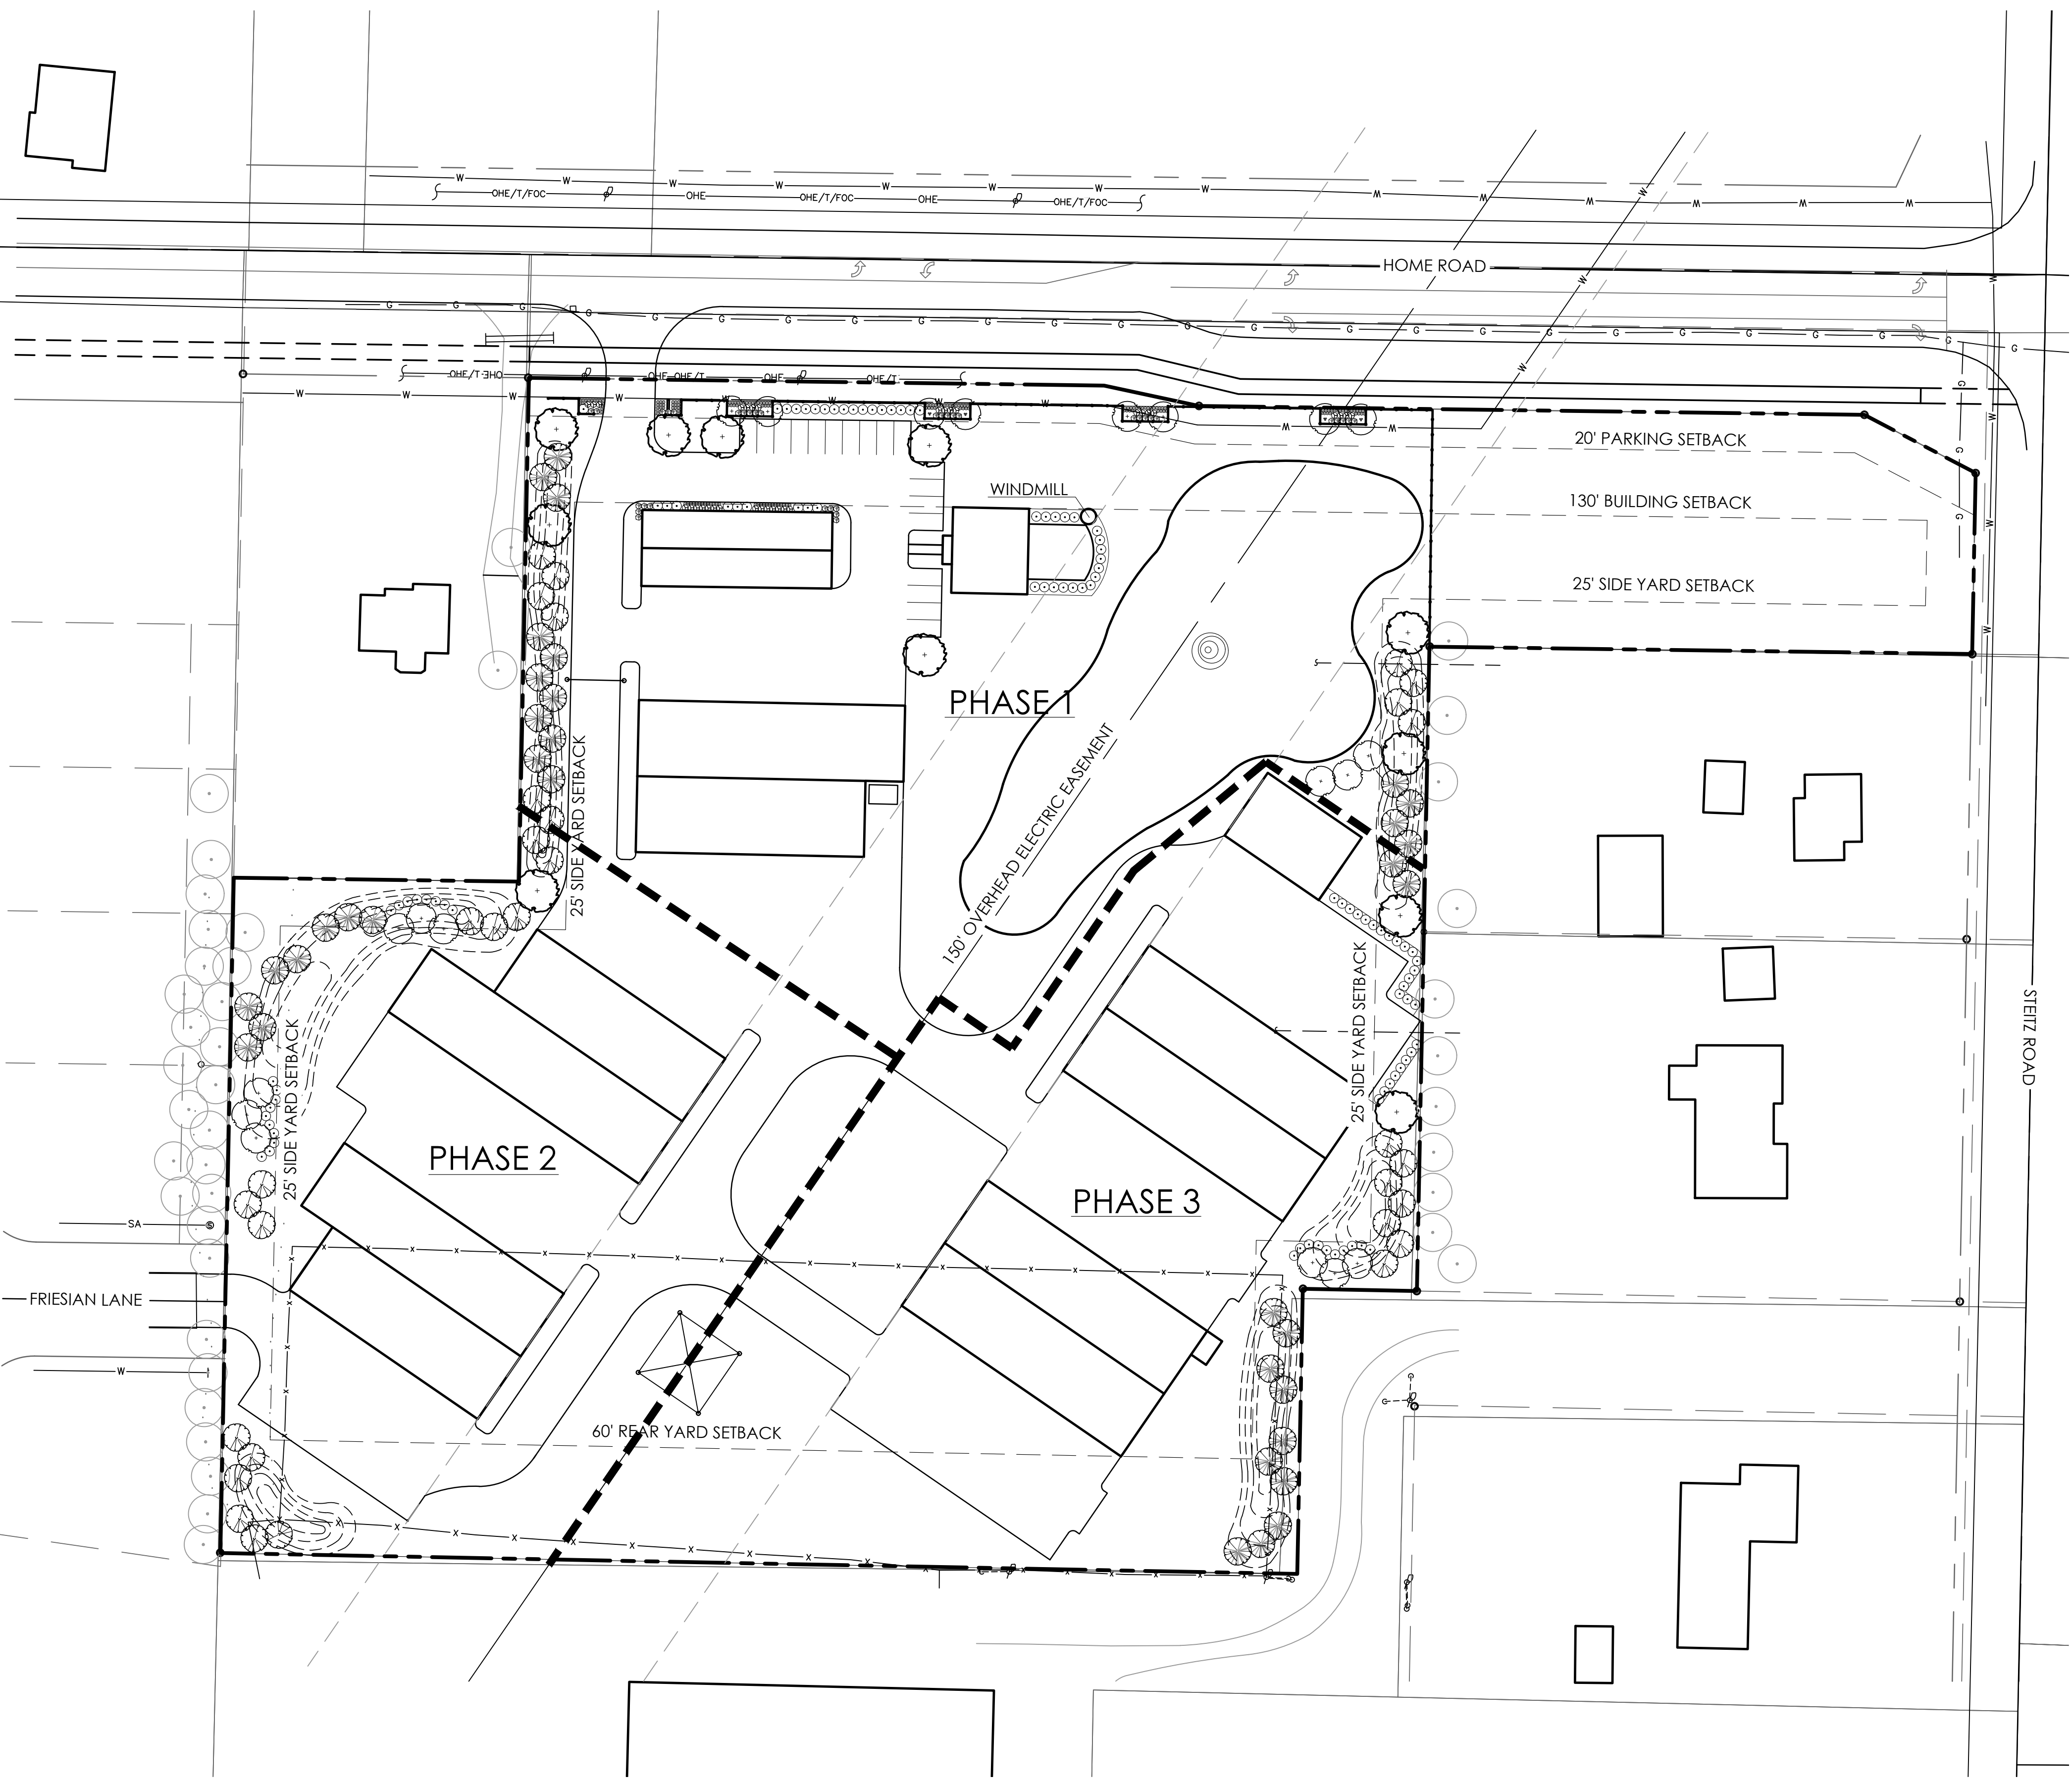 W W W W W W W W W W W W W W
OHE/T/FOC OHE OHE/T/FOC OHE OHE/T/FOC
W
HOME ROAD
W
G G G G G G G G G G G G G G G G G G G G G G G G
W
OHE/T OHE OHE/T OHE OHE/T
W W W W W W W W W W
20' PARKING SETBACK
WINDMILL
130' BUILDING SETBACK
25' SIDE YARD SETBACK
PHASE 1
25' SIDE YARD SETBACK
150' OVERHEAD ELECTRIC EASEMENT
25' SIDE YARD SETBACK
25' SIDE YARD SETBACK
STEITZ ROAD
PHASE 2
PHASE 3
SA S
X X X X X X X X X X X X
FRIESIAN LANE
W
60' REAR YARD SETBACK
X X X X X X X X X X